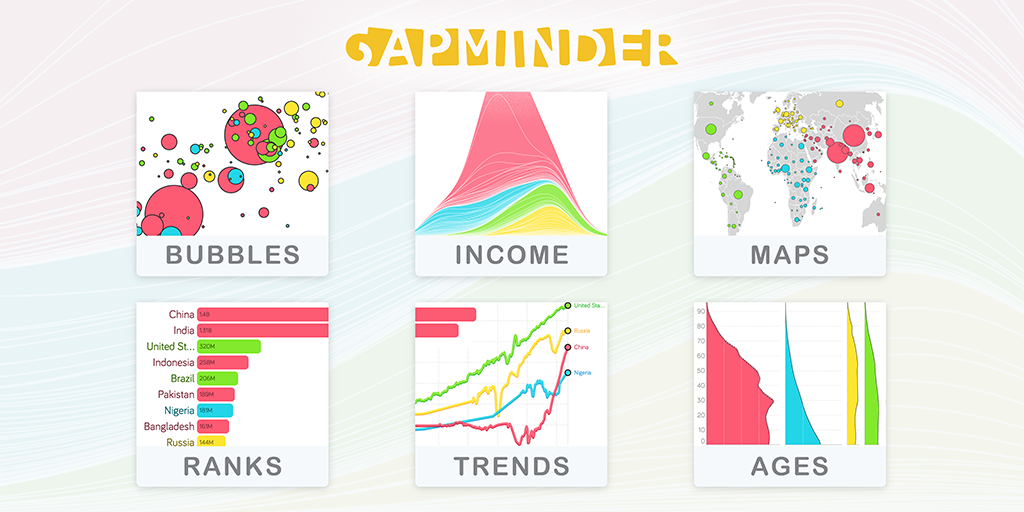 GAPMINDER
BUBBLES
INCOME
MAPS
China 1.4B
India 1.31B
United St... 320M
Indonesia 258M
Brazil 206M
Pakistan 189M
Nigeria 181M
Bangladesh 161M
Russia 144M
RANKS
United Sta...
Russia
China
Nigeria
TRENDS
90
80
70
60
50
40
30
20
10
0
AGES